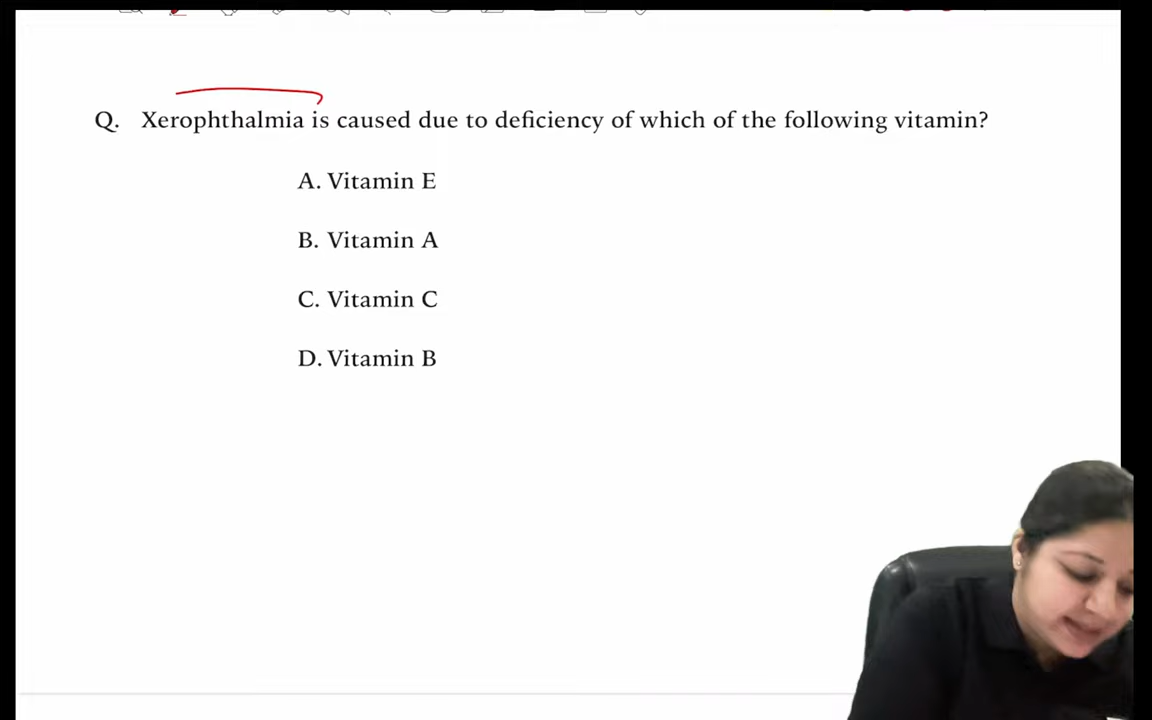 Q. Xerophthalmia is caused due to deficiency of which of the following vitamin?
A. Vitamin E
B. Vitamin A
C. Vitamin C
D. Vitamin B